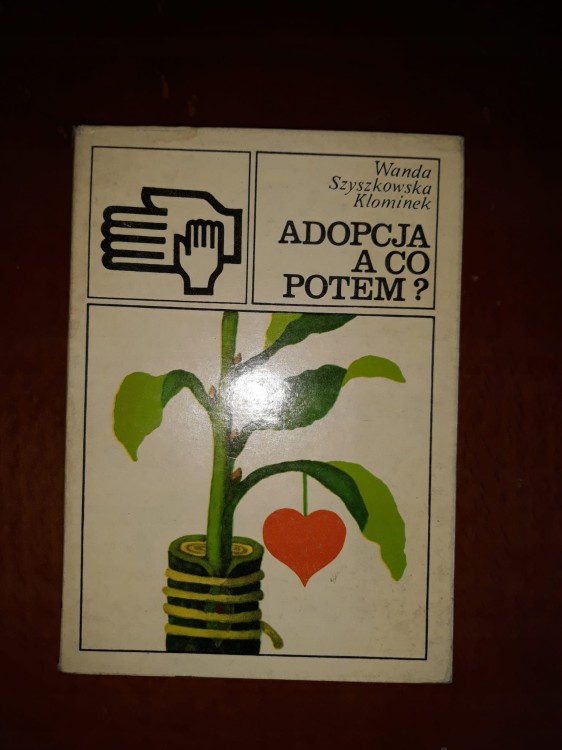 Wanda
Szyszkowska
Klominek
ADOPCJA
A CO
POTEM?